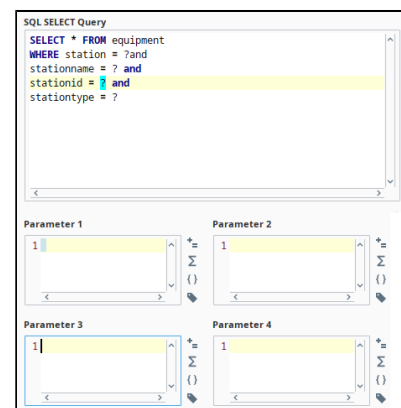 SQL SELECT Query
SELECT * FROM equipment
WHERE station = ?and
stationname = ? and
stationid = ? and
stationtype = ?
Parameter 1 Parameter 2
1 1
Σ Σ
{} {}
Parameter 3 Parameter 4
1 1
Σ Σ
{} {}